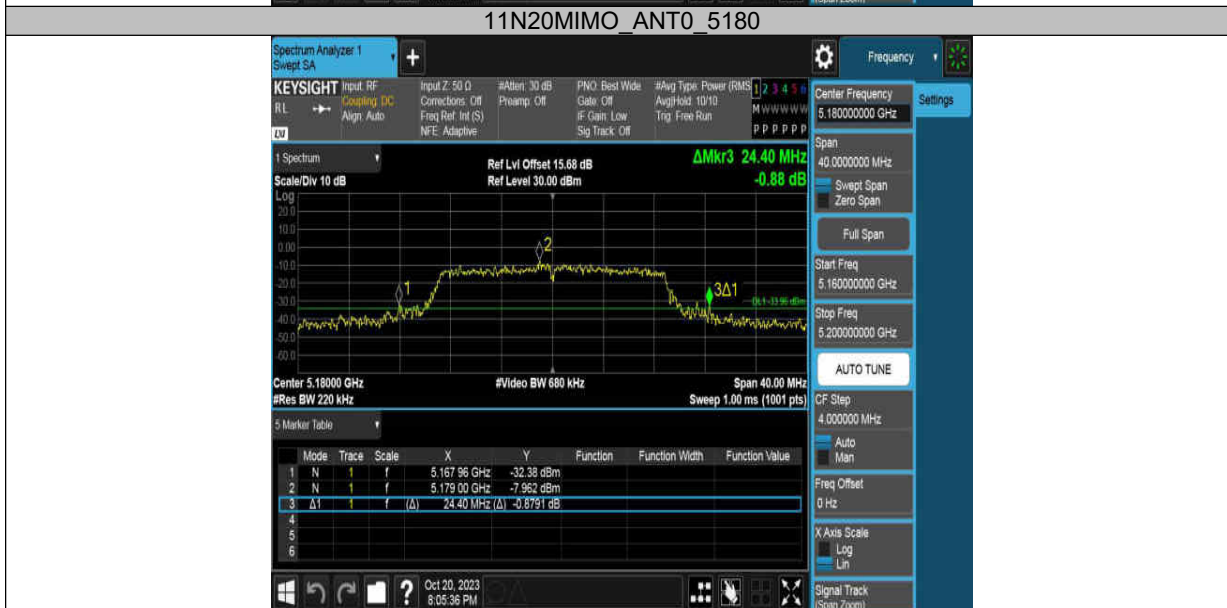 11N20MIMO_ANT0_5180
Spectrum Analyzer 1
Swept SA
+
Frequency
KEYSIGHT
RL
LXI
Input: RF
Coupling: DC
Align: Auto
Input Z: 50 Ω
Corrections: Off
Freq Ref: Int (S)
NFE: Adaptive
#Atten: 30 dB
Preamp: Off
PNO: Best Wide
Gate: Off
IF Gain: Low
Sig Track: Off
#Avg Type: Power (RMS
Avg|Hold: 10/10
Trig: Free Run
1 2 3 4 5 6
M W W W W W
P P P P P P
Center Frequency
5.180000000 GHz
Settings
Span
40.0000000 MHz
Swept Span
Zero Span
Full Span
Start Freq
5.160000000 GHz
Stop Freq
5.200000000 GHz
AUTO TUNE
CF Step
4.000000 MHz
Auto
Man
Freq Offset
0 Hz
X Axis Scale
Log
Lin
Signal Track
(Span Zoom)
1 Spectrum
Ref Lvl Offset 15.68 dB
ΔMkr3 24.40 MHz
Scale/Div 10 dB
Ref Level 30.00 dBm
-0.88 dB
Log
20.0
10.0
0.00
-10.0
-20.0
-30.0
-40.0
-50.0
-60.0
1
2
3Δ1
DL1 -33.96 dBm
Center 5.18000 GHz
#Video BW 680 kHz
Span 40.00 MHz
#Res BW 220 kHz
Sweep 1.00 ms (1001 pts)
5 Marker Table
Mode Trace Scale X Y Function Function Width Function Value
1 N 1 f 5.167 96 GHz -32.38 dBm
2 N 1 f 5.179 00 GHz -7.962 dBm
3 Δ1 1 f (Δ) 24.40 MHz (Δ) -0.8791 dB
4
5
6
?
Oct 20, 2023
8:05:36 PM